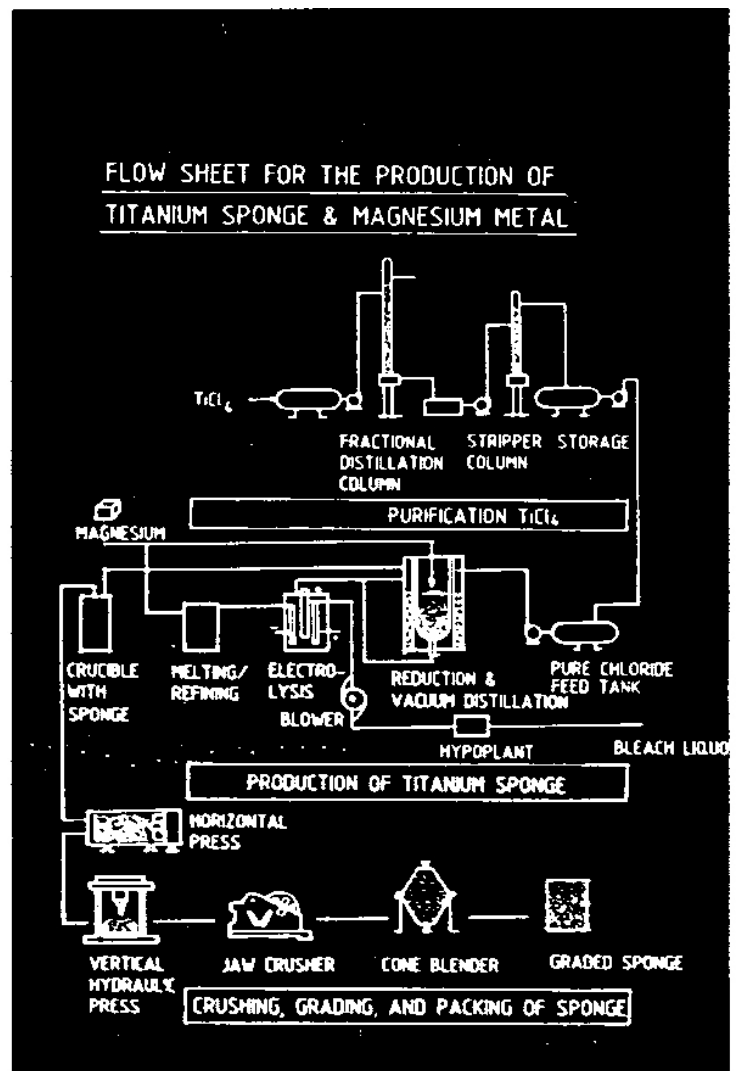 FLOW SHEET FOR THE PRODUCTION OF
TITANIUM SPONGE & MAGNESIUM METAL
TiCl₄
FRACTIONAL
DISTILLATION
COLUMN
STRIPPER
COLUMN
STORAGE
PURIFICATION TiCl₄
MAGNESIUM
CRUCIBLE
WITH
SPONGE
MELTING/
REFINING
ELECTRO-
LYSIS
BLOWER
REDUCTION &
VACUUM DISTILLATION
PURE CHLORIDE
FEED TANK
HYPOPLANT
BLEACH LIQUO
PRODUCTION OF TITANIUM SPONGE
HORIZONTAL
PRESS
VERTICAL
HYDRAULIC
PRESS
JAW CRUSHER
CONE BLENDER
GRADED SPONGE
CRUSHING, GRADING, AND PACKING OF SPONGE